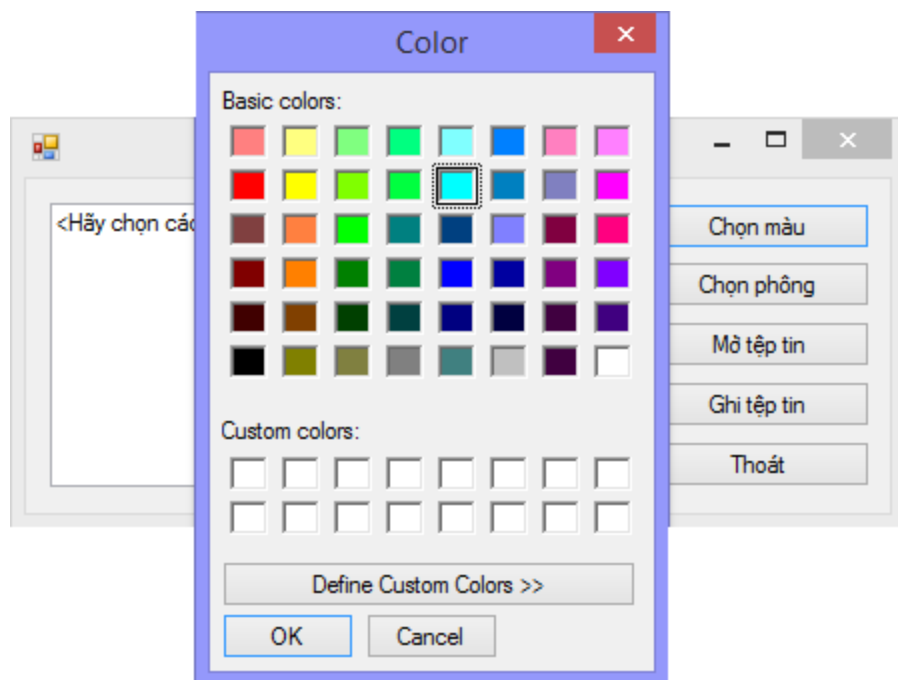 Color
Basic colors:
<Hãy chọn các
Chọn màu
Chọn phông
Mở tệp tin
Ghi tệp tin
Thoát
Custom colors:
Define Custom Colors >>
OK
Cancel